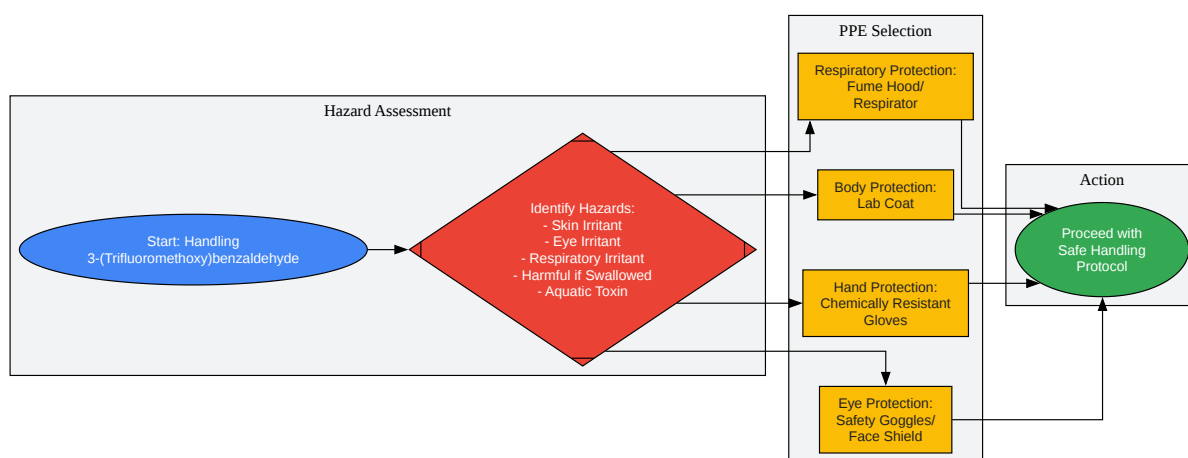 Hazard Assessment
Start: Handling
3-(Trifluoromethoxy)benzaldehyde
Identify Hazards:
- Skin Irritant
- Eye Irritant
- Respiratory Irritant
- Harmful if Swallowed
- Aquatic Toxin
PPE Selection
Respiratory Protection:
Fume Hood/
Respirator
Body Protection:
Lab Coat
Hand Protection:
Chemically Resistant
Gloves
Eye Protection:
Safety Goggles/
Face Shield
Action
Proceed with
Safe Handling
Protocol